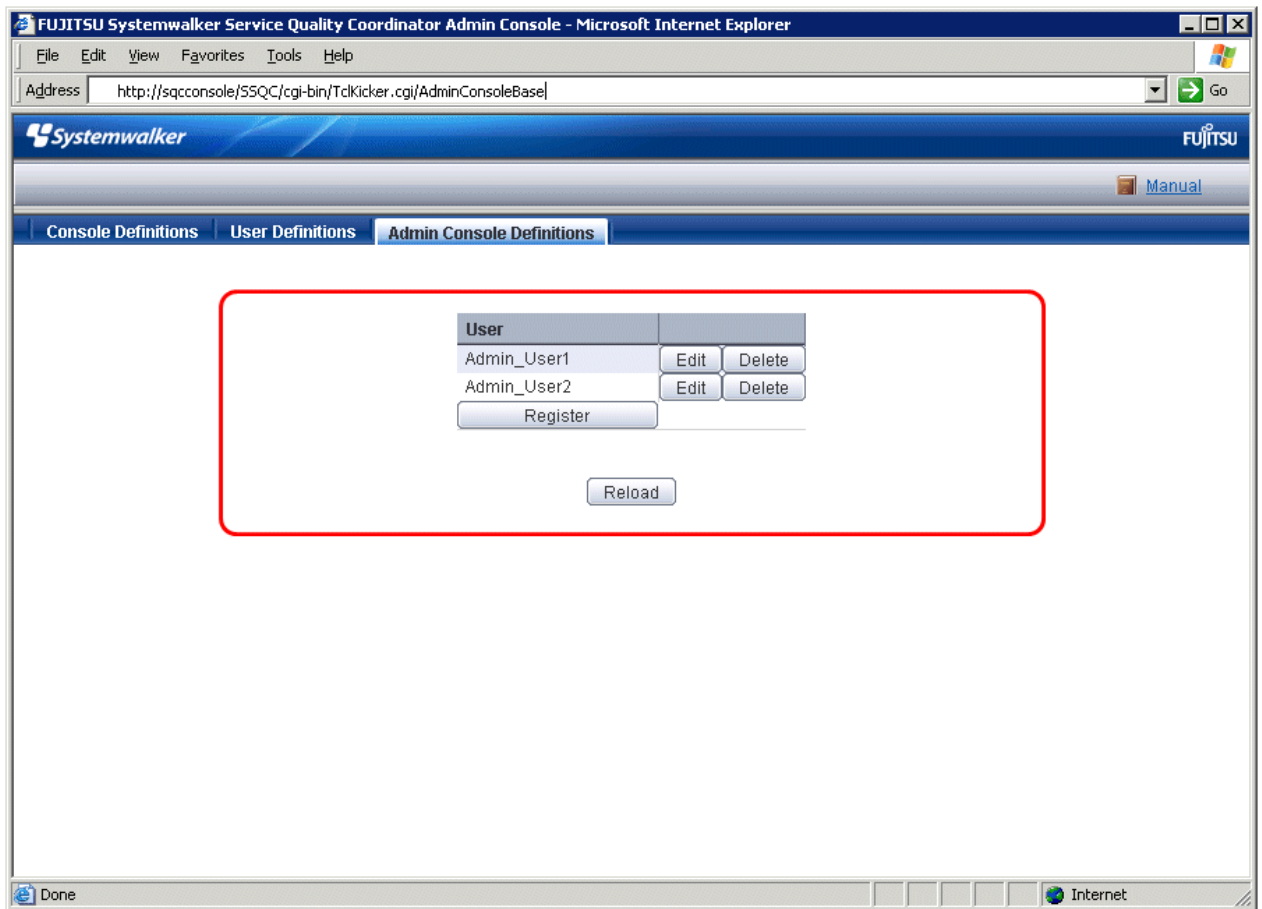 FUJITSU Systemwalker Service Quality Coordinator Admin Console - Microsoft Internet Explorer
File Edit View Favorites Tools Help
Address http://sqcconsole/SSQC/cgi-bin/TclKicker.cgi/AdminConsoleBase Go
Systemwalker FUJITSU
Manual
Console Definitions User Definitions Admin Console Definitions
User
Admin_User1 Edit Delete
Admin_User2 Edit Delete
Register
Reload
Done Internet